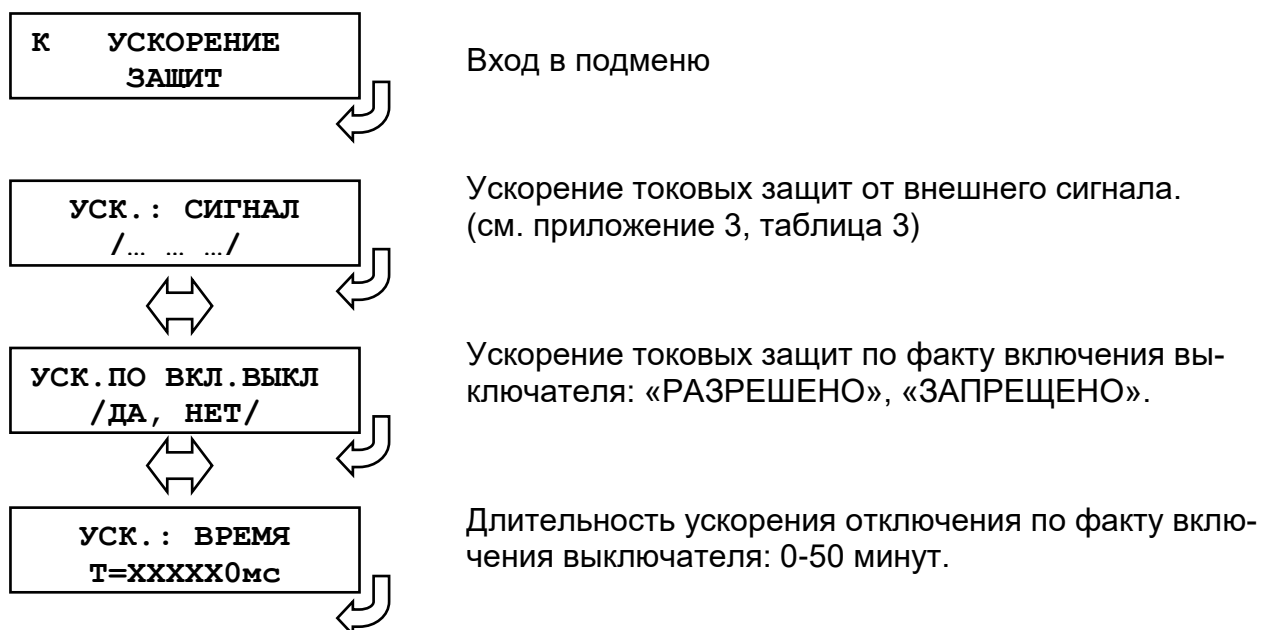 К УСКОРЕНИЕ
ЗАЩИТ
Вход в подменю
УСК.: СИГНАЛ
/… … …/
Ускорение токовых защит от внешнего сигнала.
(см. приложение 3, таблица 3)
УСК.ПО ВКЛ.ВЫКЛ
/ДА, НЕТ/
Ускорение токовых защит по факту включения вы-
ключателя: «РАЗРЕШЕНО», «ЗАПРЕЩЕНО».
УСК.: ВРЕМЯ
Т=ХХХХХ0мс
Длительность ускорения отключения по факту вклю-
чения выключателя: 0-50 минут.